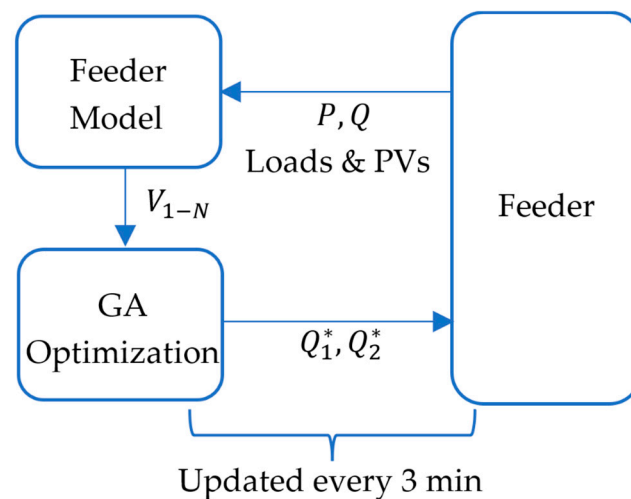 Feeder
Model
P, Q
Loads & PVs
Feeder
V₁₋N
GA
Optimization
Q₁*, Q₂*
Updated every 3 min